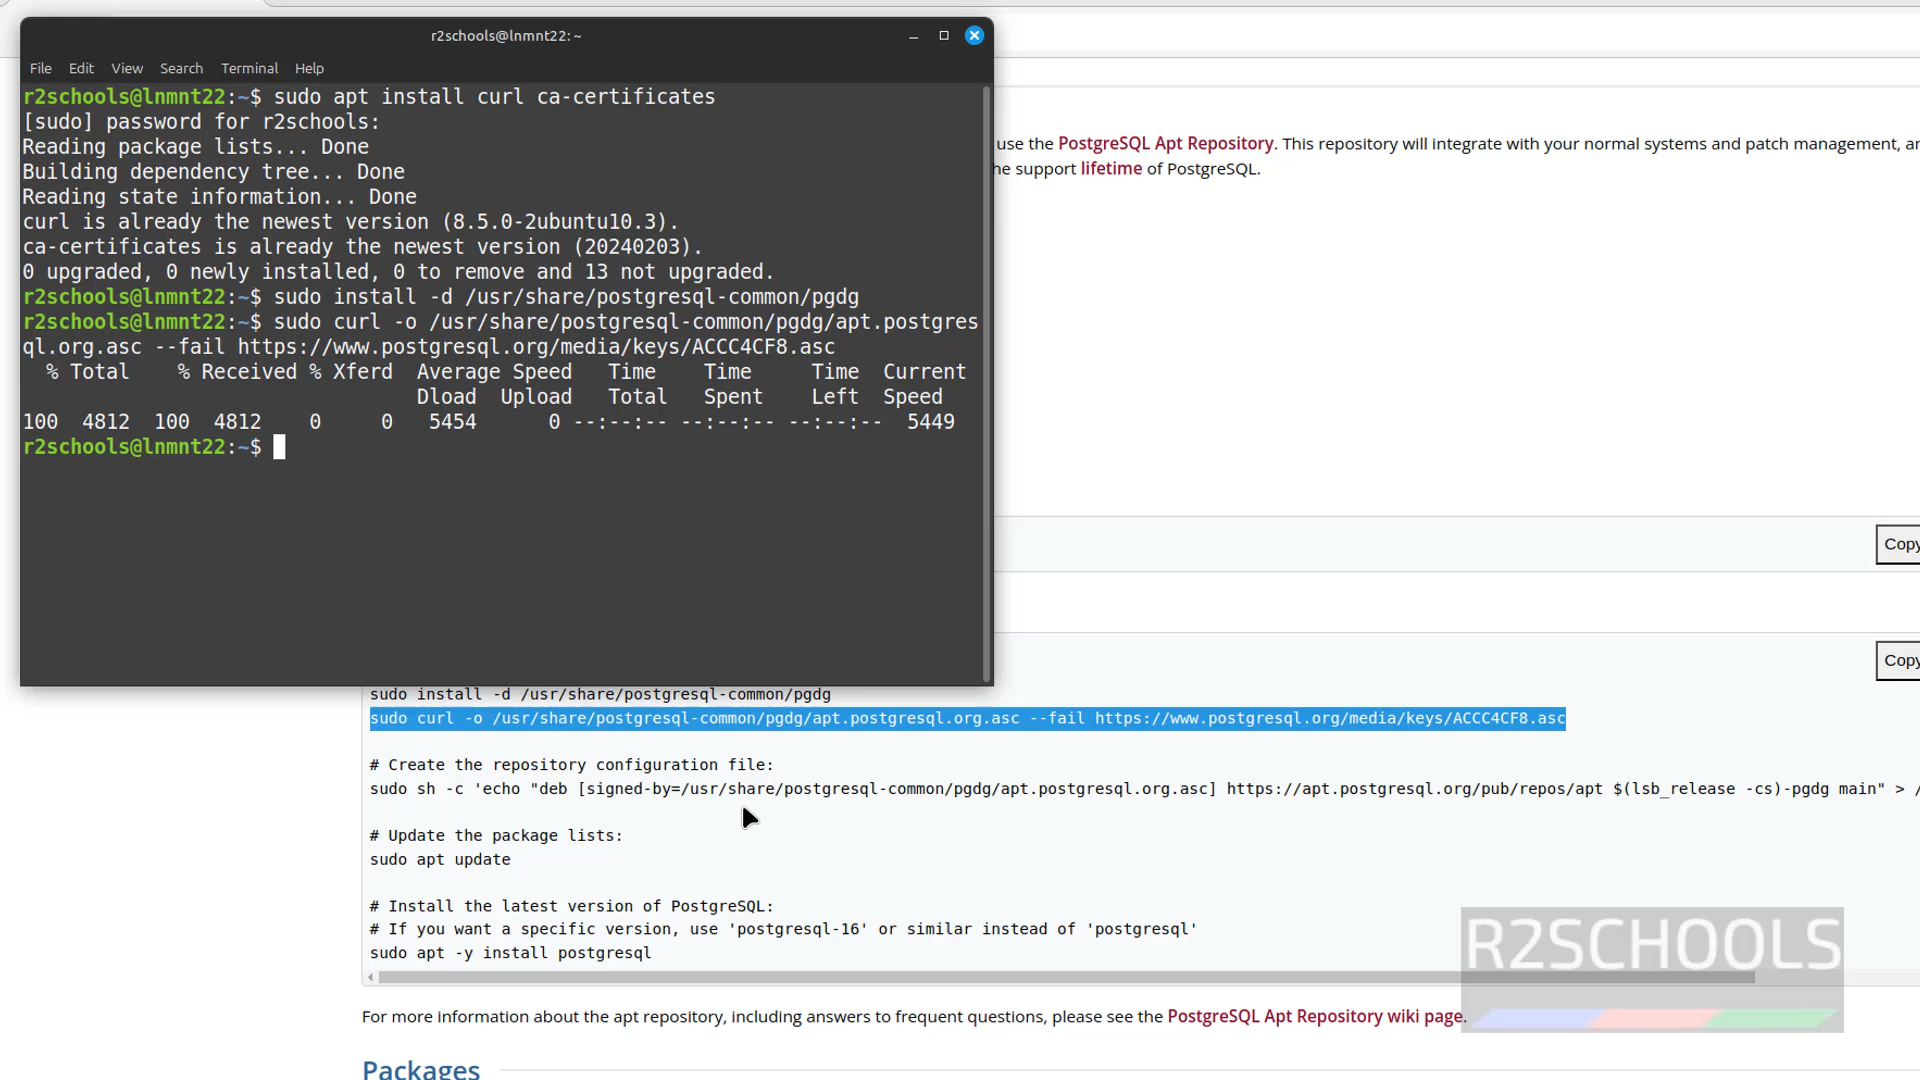 r2schools@lnmnt22: ~
File Edit View Search Terminal Help
r2schools@lnmnt22:~$ sudo apt install curl ca-certificates
[sudo] password for r2schools:
Reading package lists... Done
Building dependency tree... Done
Reading state information... Done
curl is already the newest version (8.5.0-2ubuntu10.3).
ca-certificates is already the newest version (20240203).
0 upgraded, 0 newly installed, 0 to remove and 13 not upgraded.
r2schools@lnmnt22:~$ sudo install -d /usr/share/postgresql-common/pgdg
r2schools@lnmnt22:~$ sudo curl -o /usr/share/postgresql-common/pgdg/apt.postgres
ql.org.asc --fail https://www.postgresql.org/media/keys/ACCC4CF8.asc
% Total % Received % Xferd Average Speed Time Time Time Current
Dload Upload Total Spent Left Speed
100 4812 100 4812 0 0 5454 0 --:--:-- --:--:-- --:--:-- 5449
r2schools@lnmnt22:~$
use the PostgreSQL Apt Repository. This repository will integrate with your normal systems and patch management, an
he support lifetime of PostgreSQL.
Copy
Copy
sudo install -d /usr/share/postgresql-common/pgdg
sudo curl -o /usr/share/postgresql-common/pgdg/apt.postgresql.org.asc --fail https://www.postgresql.org/media/keys/ACCC4CF8.asc
# Create the repository configuration file:
sudo sh -c 'echo "deb [signed-by=/usr/share/postgresql-common/pgdg/apt.postgresql.org.asc] https://apt.postgresql.org/pub/repos/apt $(lsb_release -cs)-pgdg main" > /
# Update the package lists:
sudo apt update
# Install the latest version of PostgreSQL:
# If you want a specific version, use 'postgresql-16' or similar instead of 'postgresql'
sudo apt -y install postgresql
R2SCHOOLS
For more information about the apt repository, including answers to frequent questions, please see the PostgreSQL Apt Repository wiki page.
Packages